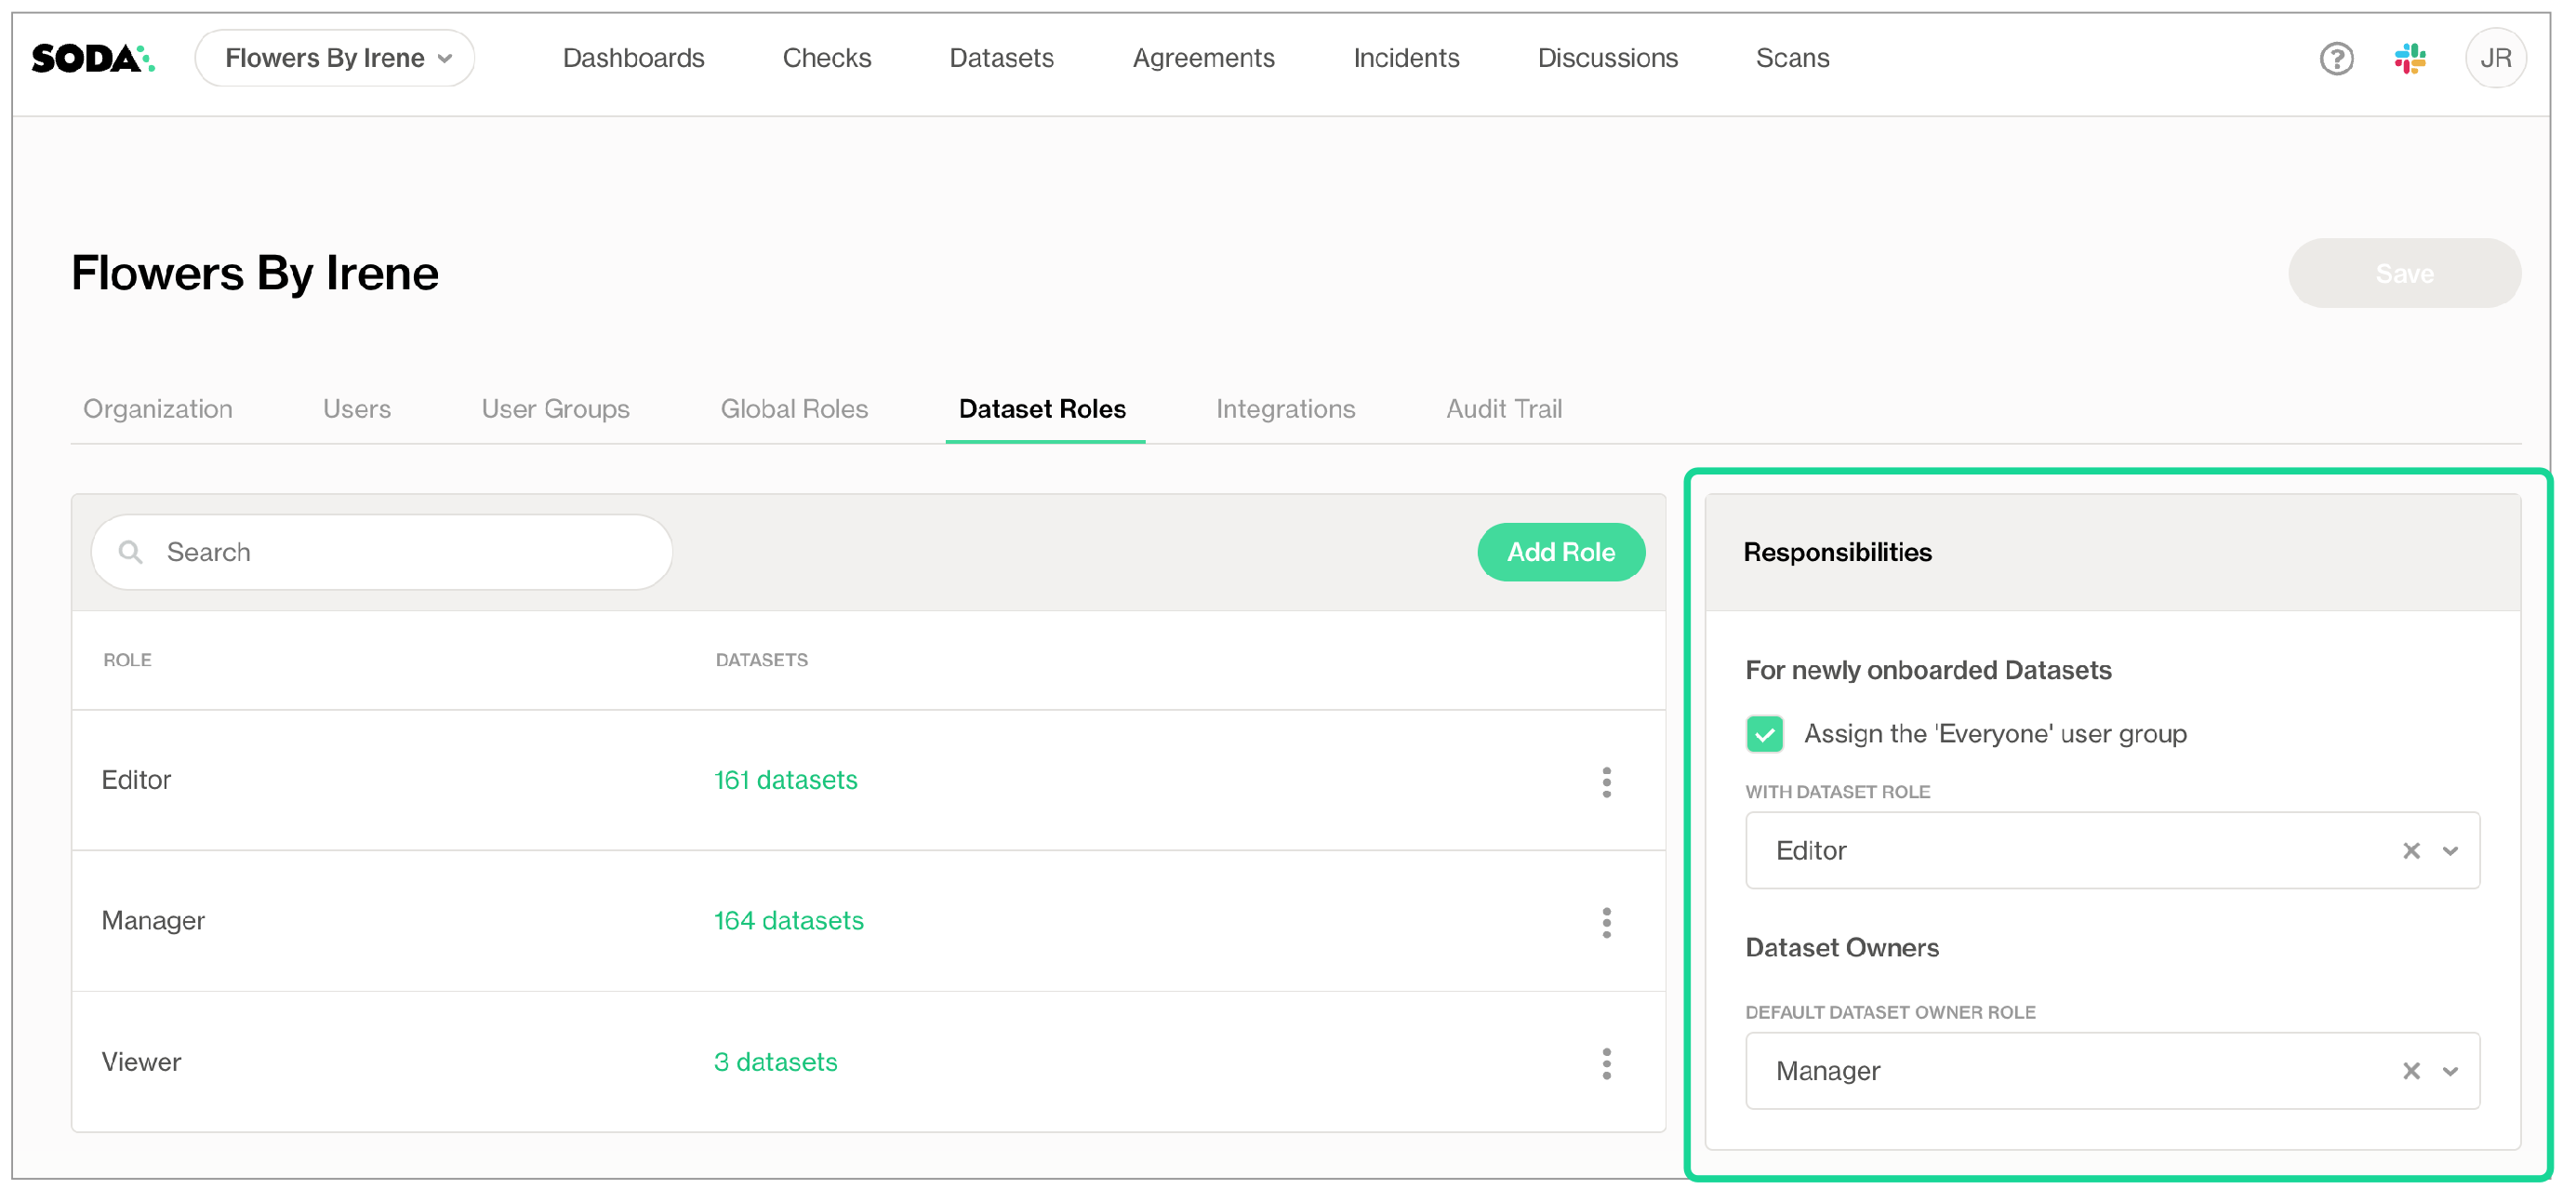 SODA
Flowers By Irene
Dashboards
Checks
Datasets
Agreements
Incidents
Discussions
Scans
?
JR
Flowers By Irene
Save
Organization
Users
User Groups
Global Roles
Dataset Roles
Integrations
Audit Trail
Search
Add Role
ROLE
DATASETS
Editor
161 datasets
Manager
164 datasets
Viewer
3 datasets
Responsibilities
For newly onboarded Datasets
Assign the 'Everyone' user group
WITH DATASET ROLE
Editor
Dataset Owners
DEFAULT DATASET OWNER ROLE
Manager